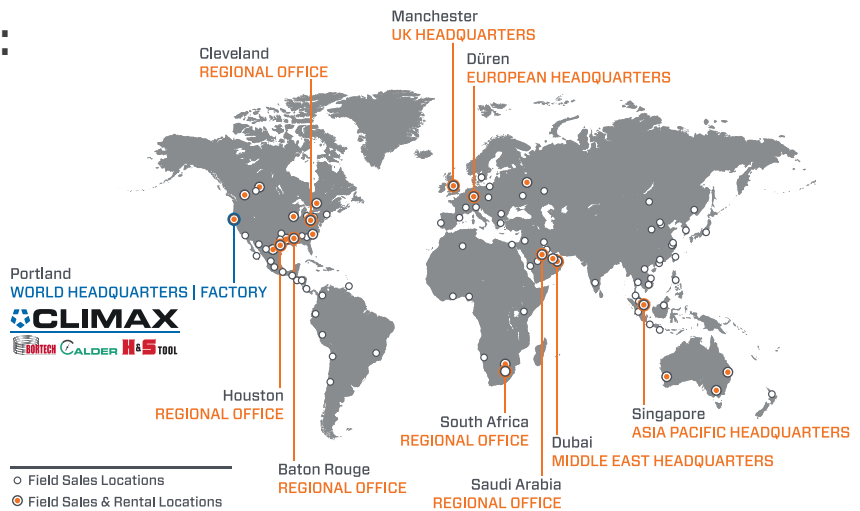 :
Manchester
UK HEADQUARTERS
Cleveland
REGIONAL OFFICE
Düren
EUROPEAN HEADQUARTERS
Portland
WORLD HEADQUARTERS | FACTORY
CLIMAX
BORTECH CALDER H&S TOOL
Houston
REGIONAL OFFICE
South Africa
REGIONAL OFFICE
Singapore
ASIA PACIFIC HEADQUARTERS
Dubai
MIDDLE EAST HEADQUARTERS
Baton Rouge
REGIONAL OFFICE
Saudi Arabia
REGIONAL OFFICE
Field Sales Locations
Field Sales & Rental Locations